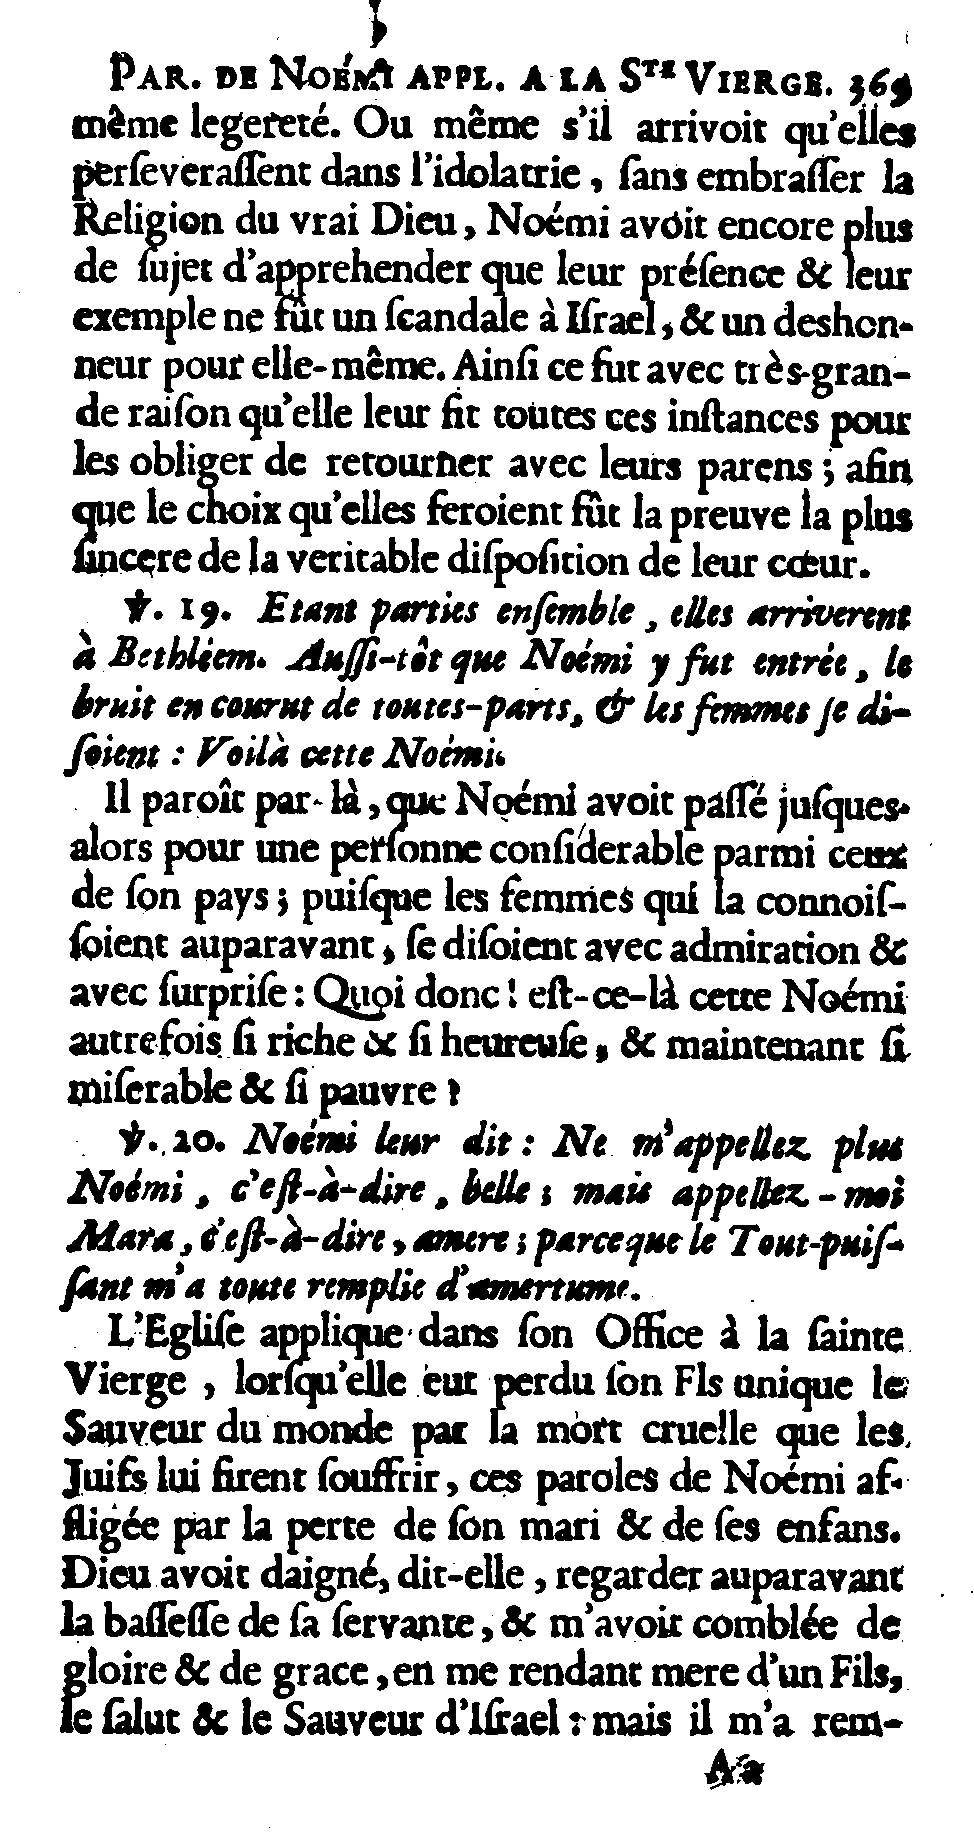 PAR. DE NOÉMI APPL. A LA Sᵀᴱ VIERGE. 369
même legereté. Ou même s'il arrivoit qu'elles
perſeveraſſent dans l'idolatrie, ſans embraſſer la
Religion du vrai Dieu, Noémi avoit encore plus
de ſujet d'apprehender que leur préſence & leur
exemple ne fût un ſcandale à Iſrael, & un deshon-
neur pour elle-même. Ainſi ce fut avec très-gran-
de raiſon qu'elle leur fit toutes ces inſtances pour
les obliger de retourner avec leurs parens ; afin
que le choix qu'elles feroient fût la preuve la plus
ſincere de la veritable diſpoſition de leur cœur.
℣. 19. Etant parties enſemble, elles arriverent
à Bethléem. Auſſi-tôt que Noémi y fut entrée, le
bruit en courut de toutes-parts, & les femmes ſe di-
ſoient : Voilà cette Noémi.
Il paroît par-là, que Noémi avoit paſſé juſques-
alors pour une perſonne conſiderable parmi ceux
de ſon pays ; puiſque les femmes qui la connoiſ-
ſoient auparavant, ſe diſoient avec admiration &
avec ſurpriſe : Quoi donc ! eſt-ce-là cette Noémi
autrefois ſi riche & ſi heureuſe, & maintenant ſi
miſerable & ſi pauvre ?
℣. 20. Noémi leur dit : Ne m'appellez plus
Noémi, c'eſt-à-dire, belle ; mais appellez-moi
Mara, c'eſt-à-dire, amere ; parceque le Tout-puiſ-
ſant m'a toute remplie d'amertume.
L'Egliſe applique dans ſon Office à la ſainte
Vierge, lorſqu'elle eut perdu ſon Fls unique le
Sauveur du monde par la mort cruelle que les
Juifs lui firent ſouffrir, ces paroles de Noémi af-
fligée par la perte de ſon mari & de ſes enfans.
Dieu avoit daigné, dit-elle, regarder auparavant
la baſſeſſe de ſa ſervante, & m'avoit comblée de
gloire & de grace, en me rendant mere d'un Fils,
le ſalut & le Sauveur d'Iſrael : mais il m'a rem-
Aa